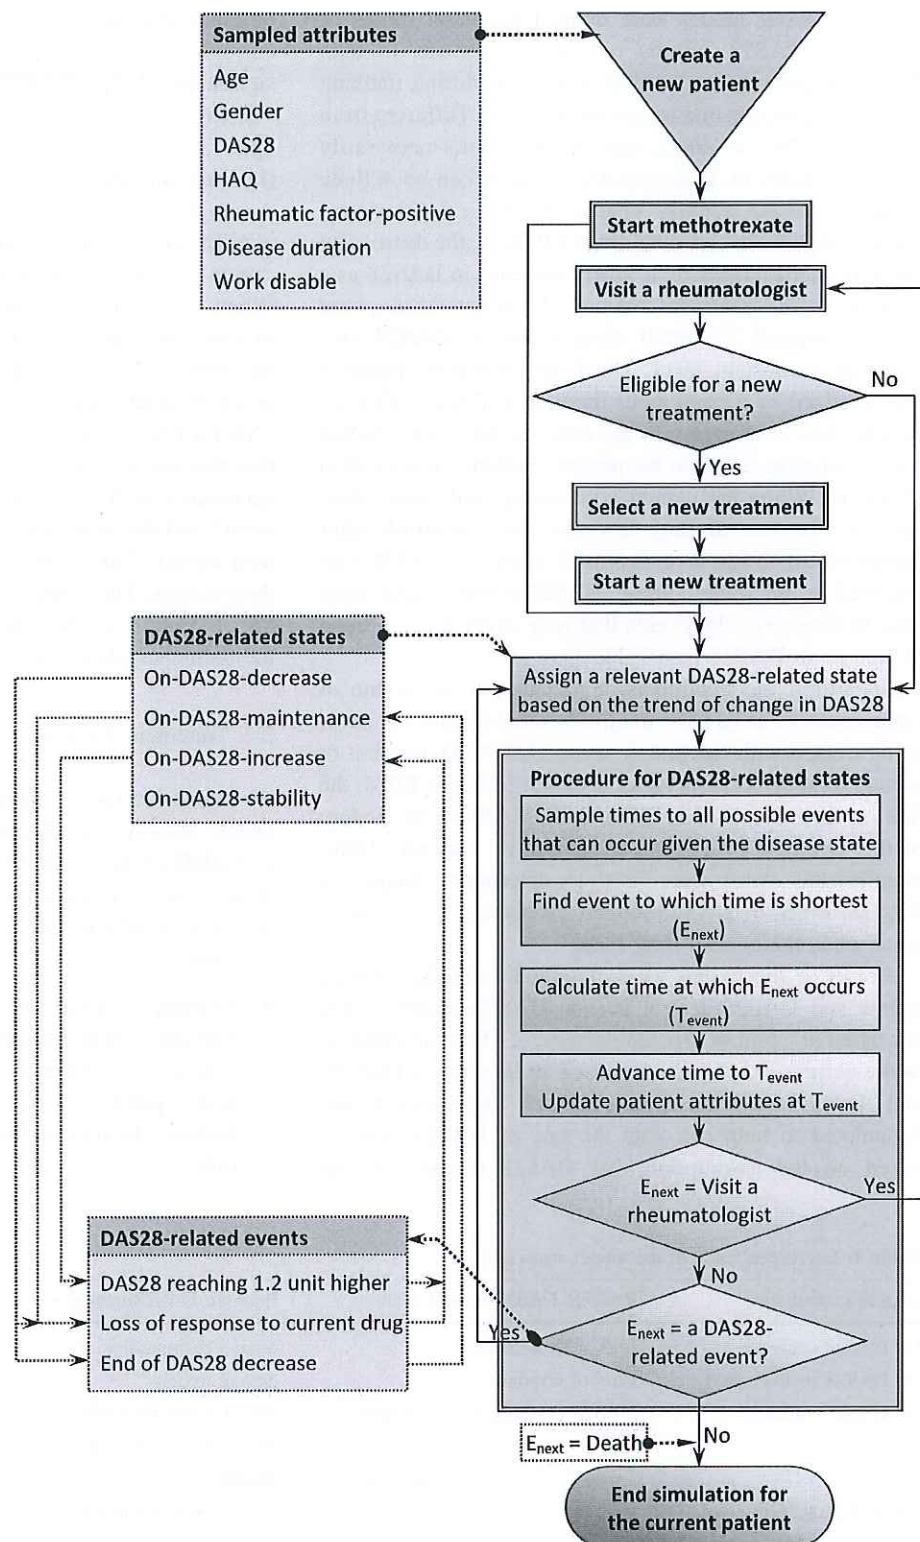 Sampled attributes
Age
Gender
DAS28
HAQ
Rheumatic factor-positive
Disease duration
Work disable
Create a
new patient
Start methotrexate
Visit a rheumatologist
Eligible for a new
treatment?
No
Yes
Select a new treatment
Start a new treatment
DAS28-related states
On-DAS28-decrease
On-DAS28-maintenance
On-DAS28-increase
On-DAS28-stability
Assign a relevant DAS28-related state
based on the trend of change in DAS28
Procedure for DAS28-related states
Sample times to all possible events
that can occur given the disease state
Find event to which time is shortest
(Enext)
Calculate time at which Enext occurs
(Tevent)
Advance time to Tevent
Update patient attributes at Tevent
Enext = Visit a
rheumatologist
Yes
No
DAS28-related events
DAS28 reaching 1.2 unit higher
Loss of response to current drug
End of DAS28 decrease
Yes
Enext = a DAS28-
related event?
No
Enext = Death
End simulation for
the current patient